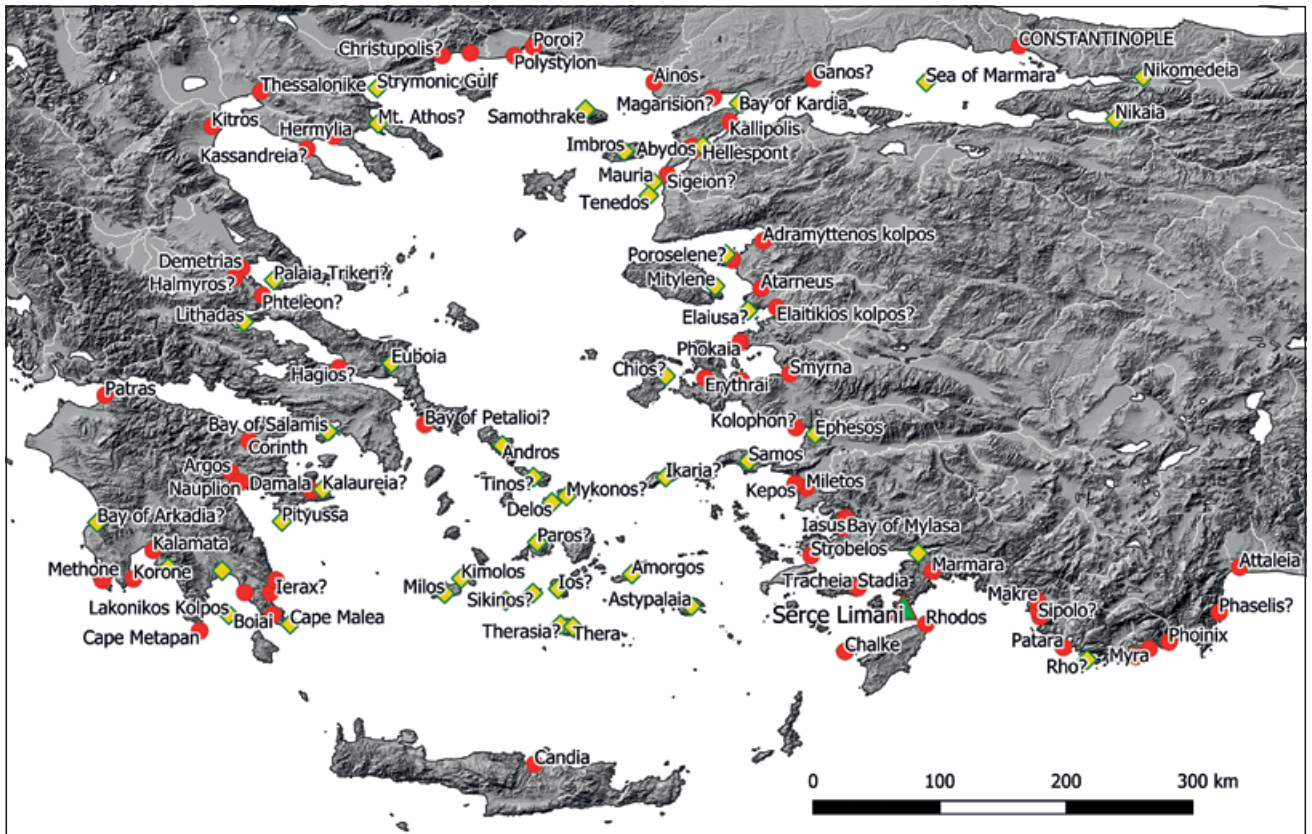 Christupolis?
Poroi?
Polystylon
CONSTANTINOPLE
Thessalonike
Strymonic Gulf
Ainos
Ganos?
Sea of Marmara
Nikomedeia
Magarision?
Bay of Kardia
Samothrake
Mt. Athos?
Kitros
Hermylia
Kallipolis
Nikaia
Kassandreia?
Imbros
Abydos
Hellespont
Mauria
Sigeion?
Tenedos
Adramyttenos kolpos
Demetrias
Poroselene?
Halmyros?
Palaia Trikeri?
Mitylene
Atarneus
Phteleon?
Lithadas
Elaiusa?
Elaitikios kolpos?
Phokaia
Euboia
Hagios?
Chios?
Smyrna
Erythrai
Patras
Bay of Petalioi?
Kolophon?
Bay of Salamis
Ephesos
Corinth
Andros
Samos
Argos
Ikaria?
Nauplion
Damala
Kalaureia?
Tinos?
Kepos
Miletos
Mykonos?
Delos
Bay of Arkadia?
Pityussa
Iasus
Bay of Mylasa
Paros?
Kalamata
Strobelos
Methone
Korone
Attaleia
Marmara
Ierax?
Kimolos
Amorgos
Milos
Ios?
Tracheia Stadia
Makre
Sikinos?
Astypalaia
Lakonikos Kolpos
Boiai
Cape Malea
Serçe Limani
Rhodos
Sipolo?
Phaselis?
Cape Metapan
Therasia?
Thera
Chalke
Patara
Phoinix
Rho?
Myra
Candia
0 100 200 300 km